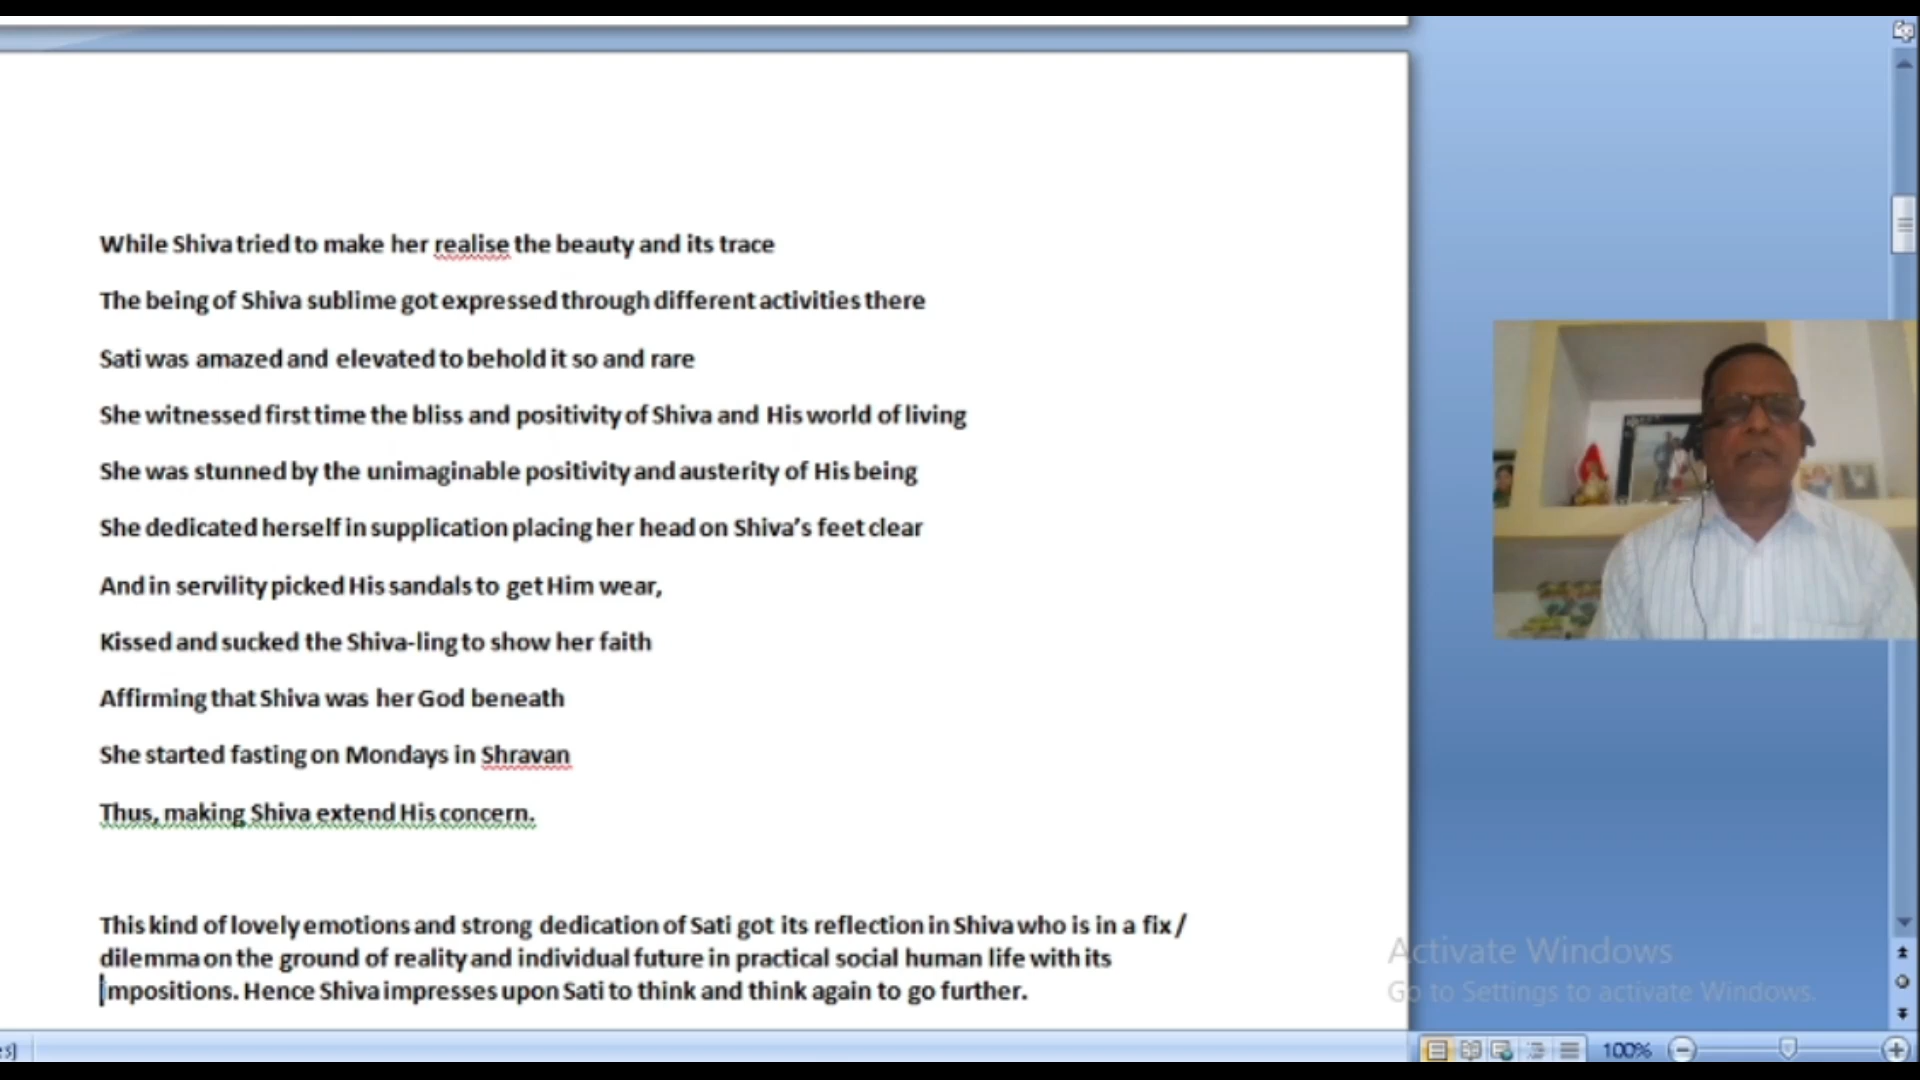 While Shiva tried to make her realise the beauty and its trace
The being of Shiva sublime got expressed through different activities there
Sati was amazed and elevated to behold it so and rare
She witnessed first time the bliss and positivity of Shiva and His world of living
She was stunned by the unimaginable positivity and austerity of His being
She dedicated herself in supplication placing her head on Shiva’s feet clear
And in servility picked His sandals to get Him wear,
Kissed and sucked the Shiva-ling to show her faith
Affirming that Shiva was her God beneath
She started fasting on Mondays in Shravan
Thus, making Shiva extend His concern.
This kind of lovely emotions and strong dedication of Sati got its reflection in Shiva who is in a fix /
dilemma on the ground of reality and individual future in practical social human life with its
impositions. Hence Shiva impresses upon Sati to think and think again to go further.
Activate Windows
Go to Settings to activate Windows.
100%